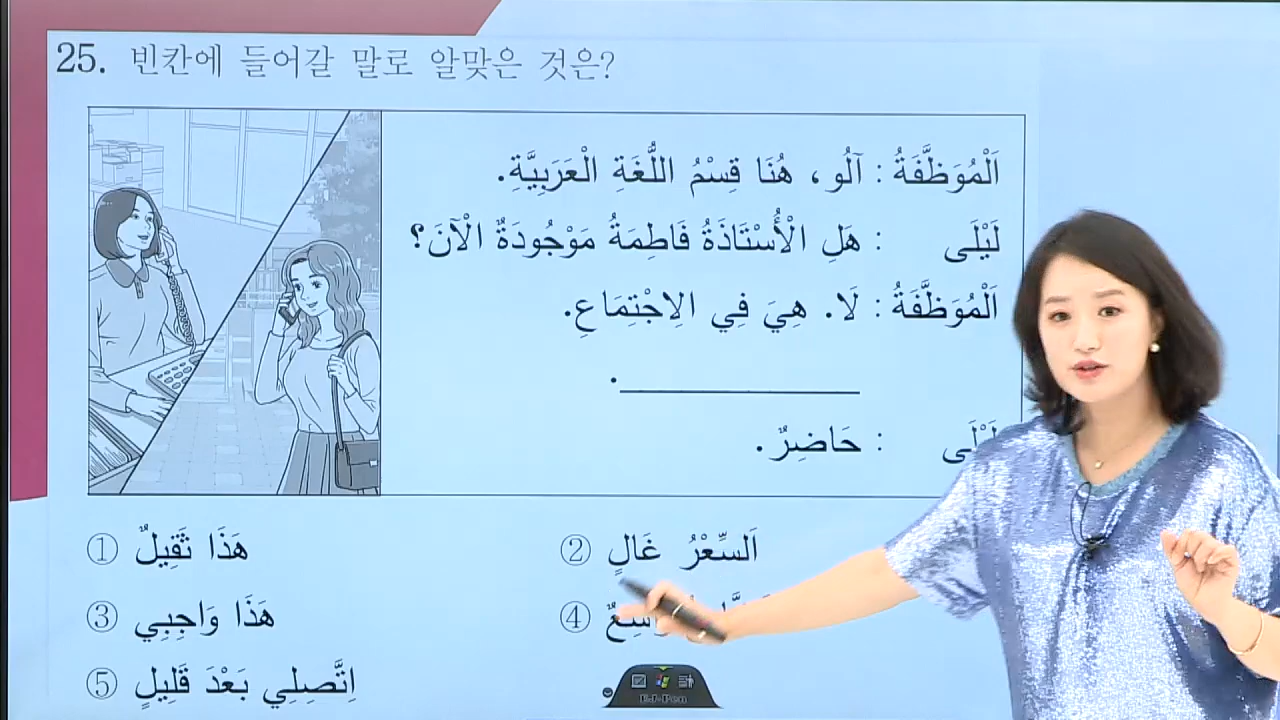 25. 빈칸에 들어갈 말로 알맞은 것은?
اَلْمُوَظَّفَةُ : آلُو، هُنَا قِسْمُ اللُّغَةِ الْعَرَبِيَّةِ.
لَيْلَى : هَلِ الْأُسْتَاذَةُ فَاطِمَةُ مَوْجُودَةٌ الْآنَ؟
اَلْمُوَظَّفَةُ : لَا. هِيَ فِي الِاجْتِمَاعِ.
.
لَيْلَى : حَاضِرٌ.
① هَذَا ثَقِيلٌ
② اَلسِّعْرُ غَالٍ
③ هَذَا وَاجِبِي
④
⑤ اِتَّصِلِي بَعْدَ قَلِيلٍ